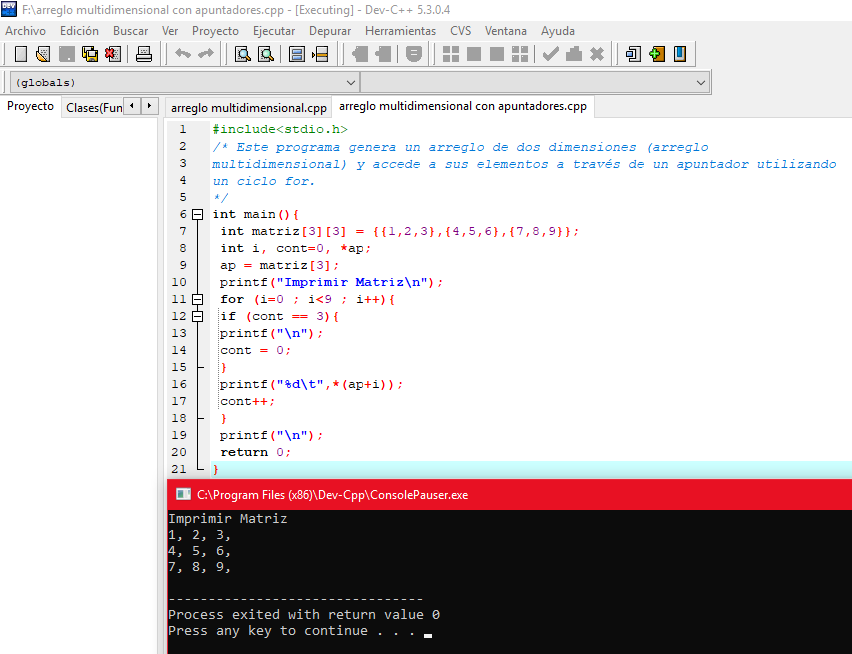 F:\arreglo multidimensional con apuntadores.cpp - [Executing] - Dev-C++ 5.3.0.4
Archivo Edición Buscar Ver Proyecto Ejecutar Depurar Herramientas CVS Ventana Ayuda
(globals)
Proyecto Clases(Fun arreglo multidimensional.cpp arreglo multidimensional con apuntadores.cpp
1 #include<stdio.h>
2 /* Este programa genera un arreglo de dos dimensiones (arreglo
3 multidimensional) y accede a sus elementos a través de un apuntador utilizando
4 un ciclo for.
5 */
6 int main(){
7 int matriz[3][3] = {{1,2,3},{4,5,6},{7,8,9}};
8 int i, cont=0, *ap;
9 ap = matriz[3];
10 printf("Imprimir Matriz\n");
11 for (i=0 ; i<9 ; i++){
12 if (cont == 3){
13 printf("\n");
14 cont = 0;
15 }
16 printf("%d\t",*(ap+i));
17 cont++;
18 }
19 printf("\n");
20 return 0;
21 }
C:\Program Files (x86)\Dev-Cpp\ConsolePauser.exe
Imprimir Matriz
1, 2, 3,
4, 5, 6,
7, 8, 9,
--------------------------------
Process exited with return value 0
Press any key to continue . . .